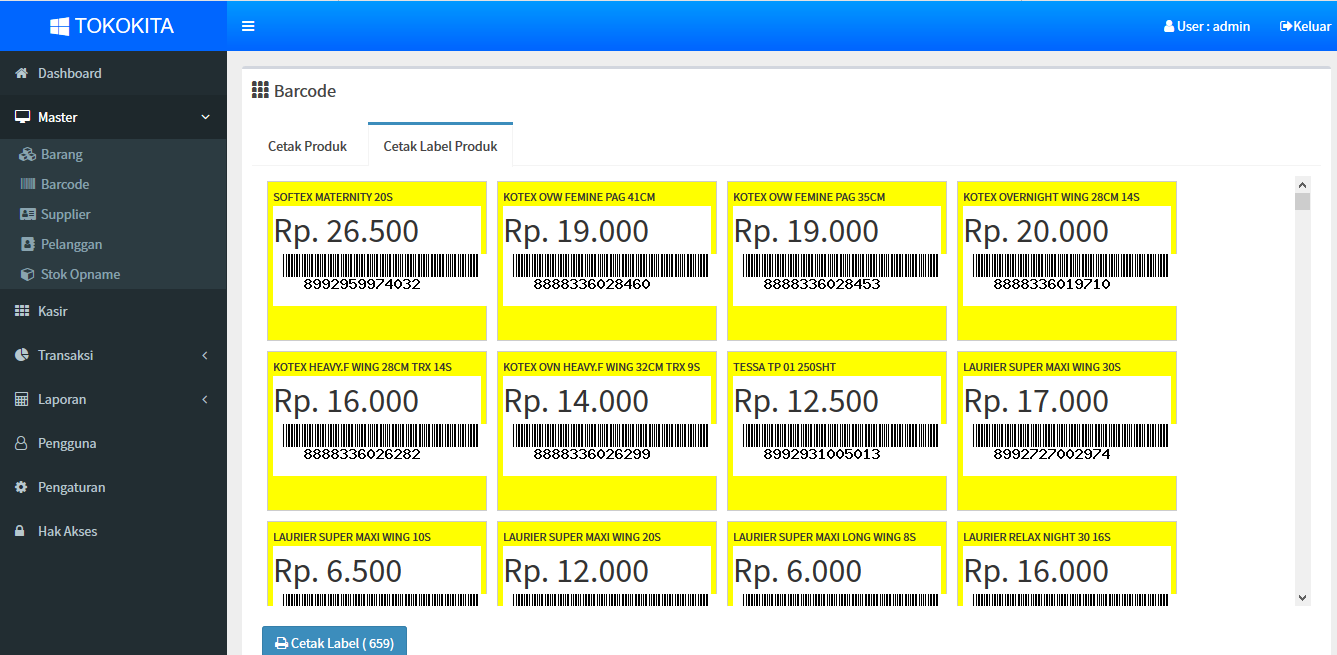 TOKOKITA
User : admin
Keluar
Dashboard
Master
Barang
Barcode
Supplier
Pelanggan
Stok Opname
Kasir
Transaksi
Laporan
Pengguna
Pengaturan
Hak Akses
Barcode
Cetak Produk
Cetak Label Produk
SOFTEX MATERNITY 20S
Rp. 26.500
8992959974032
KOTEX OVW FEMINE PAG 41CM
Rp. 19.000
8888336028460
KOTEX OVW FEMINE PAG 35CM
Rp. 19.000
8888336028453
KOTEX OVERNIGHT WING 28CM 14S
Rp. 20.000
8888336019710
KOTEX HEAVY.F WING 28CM TRX 14S
Rp. 16.000
8888336026282
KOTEX OVN HEAVY.F WING 32CM TRX 9S
Rp. 14.000
8888336026299
TESSA TP 01 250SHT
Rp. 12.500
8992931005013
LAURIER SUPER MAXI WING 30S
Rp. 17.000
8992727002974
LAURIER SUPER MAXI WING 10S
Rp. 6.500
LAURIER SUPER MAXI WING 20S
Rp. 12.000
LAURIER SUPER MAXI LONG WING 8S
Rp. 6.000
LAURIER RELAX NIGHT 30 16S
Rp. 16.000
Cetak Label ( 659)